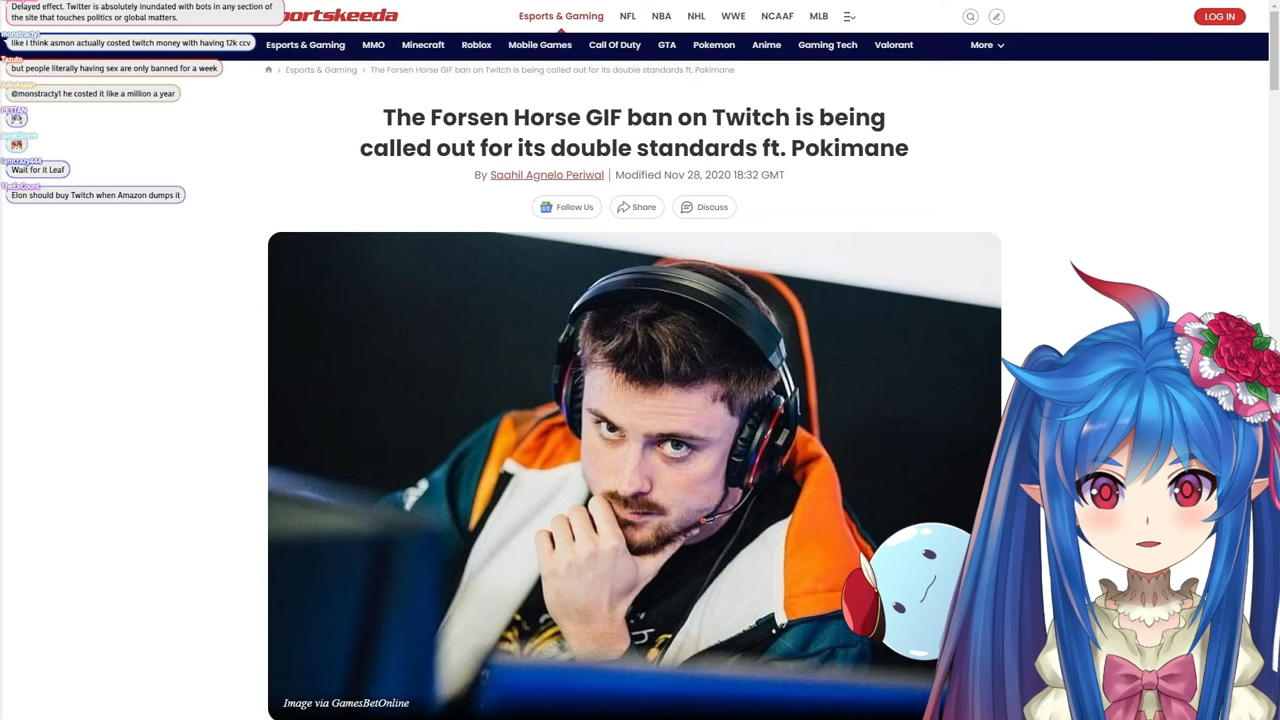 Delayed effect. Twitter is absolutely inundated with bots in any section of
the site that touches politics or global matters.
monstracty1
like i think asmon actually costed twitch money with having 12k ccv
Tazuto
but people literally having sex are only banned for a week
@monstracty1 he costed it like a million a year
Iamcrazy444
Wait for it Leaf
Elon should buy Twitch when Amazon dumps it
portskeeda
Esports & Gaming NFL NBA NHL WWE NCAAF MLB
LOG IN
Esports & Gaming MMO Minecraft Roblox Mobile Games Call Of Duty GTA Pokemon Anime Gaming Tech Valorant More
Esports & Gaming > The Forsen Horse GIF ban on Twitch is being called out for its double standards ft. Pokimane
The Forsen Horse GIF ban on Twitch is being
called out for its double standards ft. Pokimane
By Saahil Agnelo Periwal | Modified Nov 28, 2020 18:32 GMT
Follow Us Share Discuss
Image via GamesBetOnline